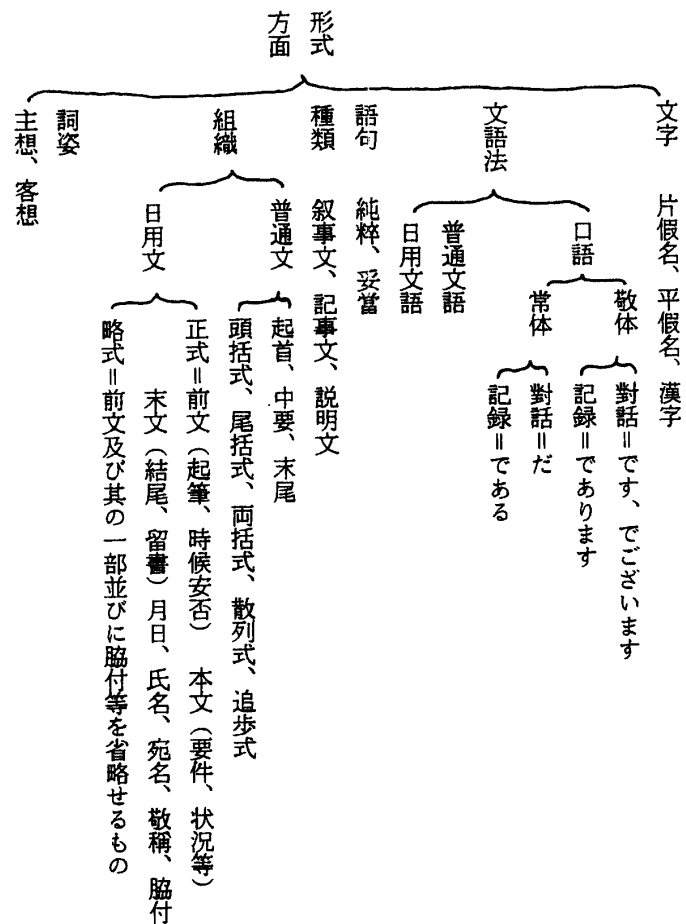 形式
方面
文字 片假名、平假名、漢字
文語法
口語
敬体
對話＝です、でございます
記録＝であります
常体
對話＝だ
記録＝である
普通文語
日用文語
語句 純粋、妥當
種類 叙事文、記事文、説明文
組織
普通文
起首、中要、末尾
頭括式、尾括式、両括式、散列式、追歩式
日用文
正式＝前文（起筆、時候安否） 本文（要件、状況等）
末文（結尾、留書）月日、氏名、宛名、敬稱、脇付
略式＝前文及び其の一部並びに脇付等を省略せるもの
詞姿
主想、客想